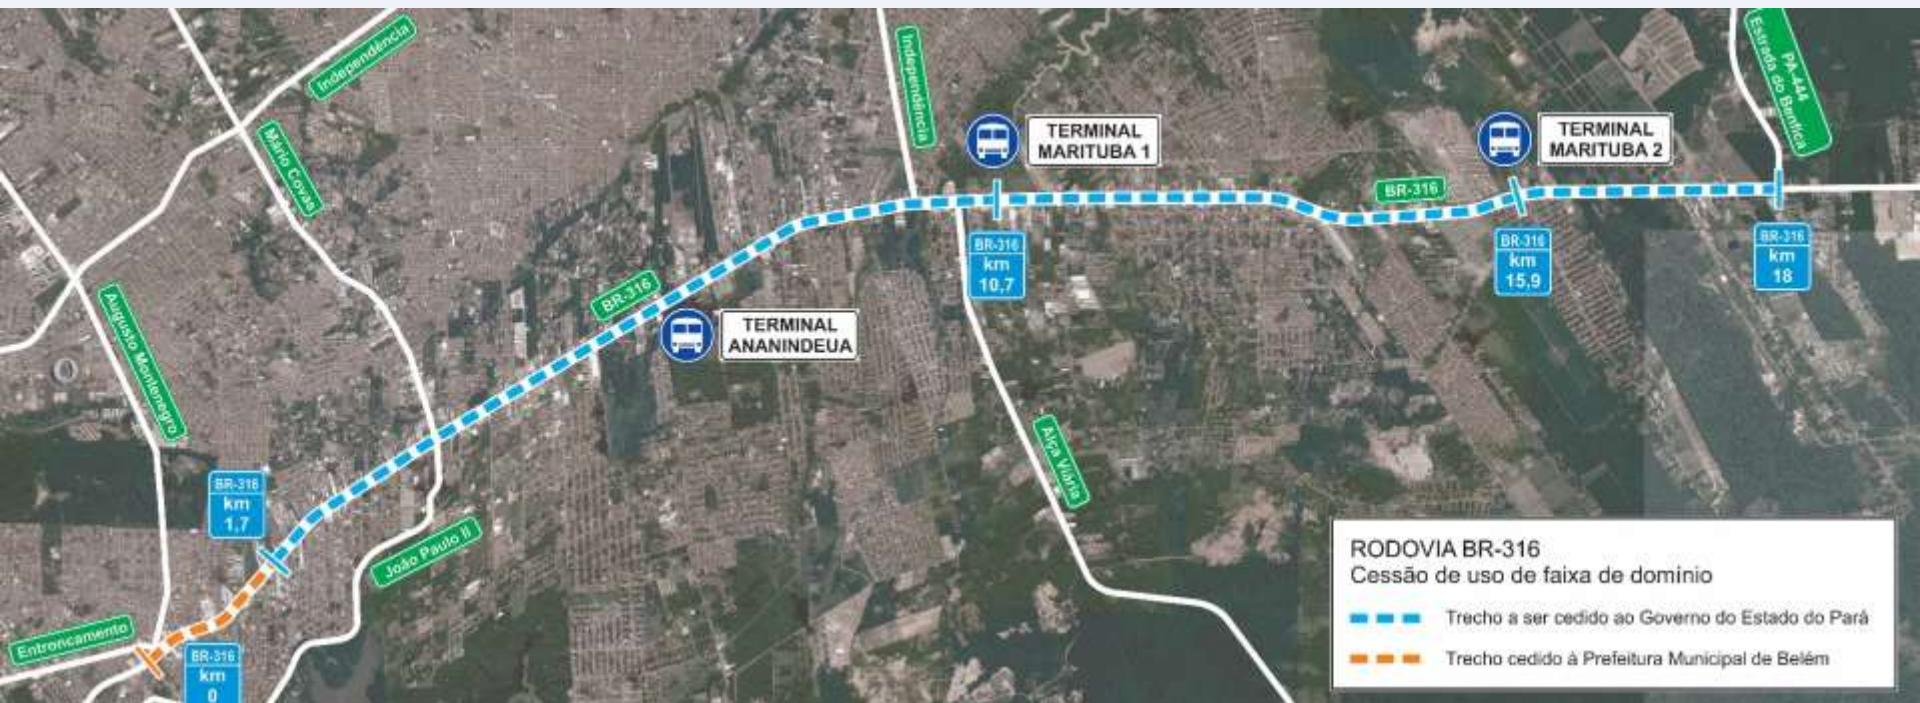 Independência
Mário Covas
Augusto Montenegro
Independência
TERMINAL
MARITUBA 1
BR-316
TERMINAL
MARITUBA 2
PA-444
Estrada do Benfica
BR-316
km
10,7
BR-316
km
15,9
BR-316
km
18
BR-316
TERMINAL
ANANINDEUA
Alça Viária
BR-316
km
1,7
João Paulo II
Entroncamento
BR-316
km
0
RODOVIA BR-316
Cessão de uso de faixa de domínio
Trecho a ser cedido ao Governo do Estado do Pará
Trecho cedido à Prefeitura Municipal de Belém